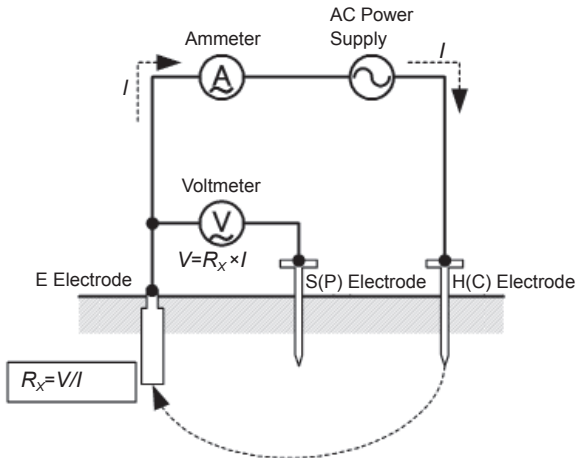 AC Power
Supply
Ammeter
I
I
A
Voltmeter
V
V=Rx×I
E Electrode
S(P) Electrode
H(C) Electrode
Rx=V/I